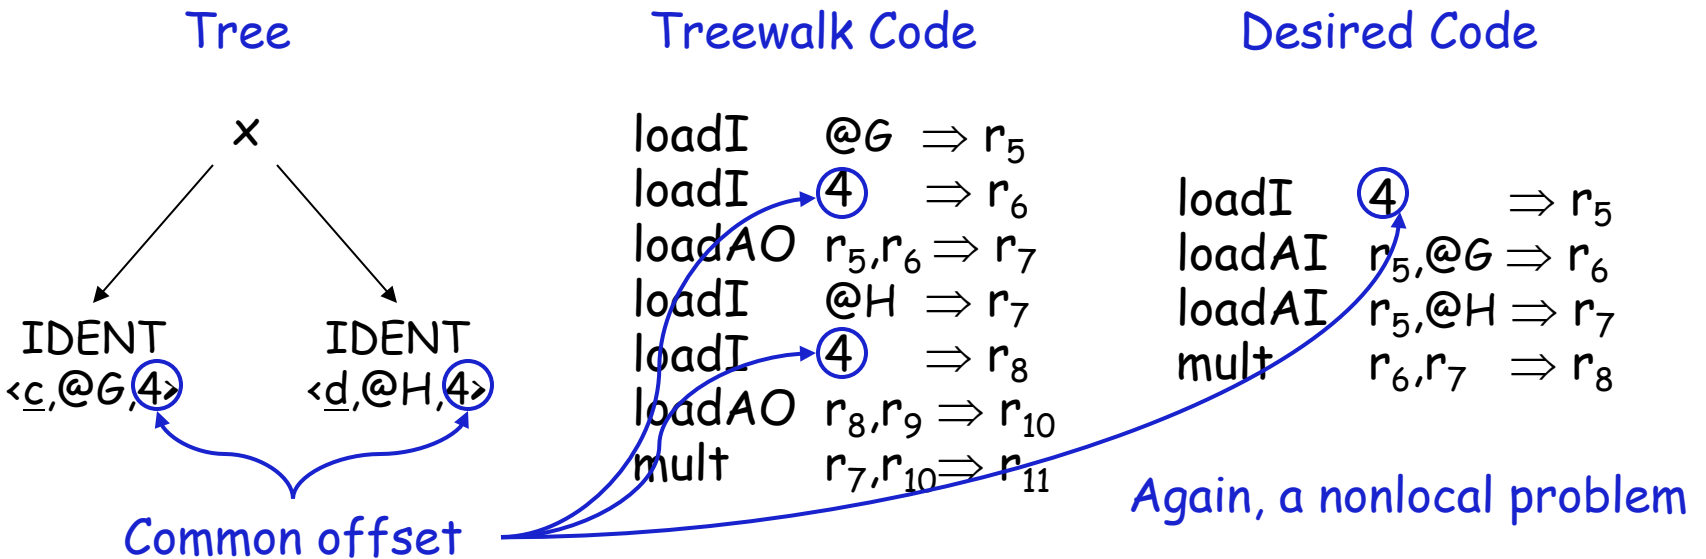 Tree
x
IDENT IDENT
<c,@G,4> <d,@H,4>
Common offset
Treewalk Code
loadI @G ⇒ r5
loadI 4 ⇒ r6
loadAO r5,r6 ⇒ r7
loadI @H ⇒ r7
loadI 4 ⇒ r8
loadAO r8,r9 ⇒ r10
mult r7,r10 ⇒ r11
Desired Code
loadI 4 ⇒ r5
loadAI r5,@G ⇒ r6
loadAI r5,@H ⇒ r7
mult r6,r7 ⇒ r8
Again, a nonlocal problem